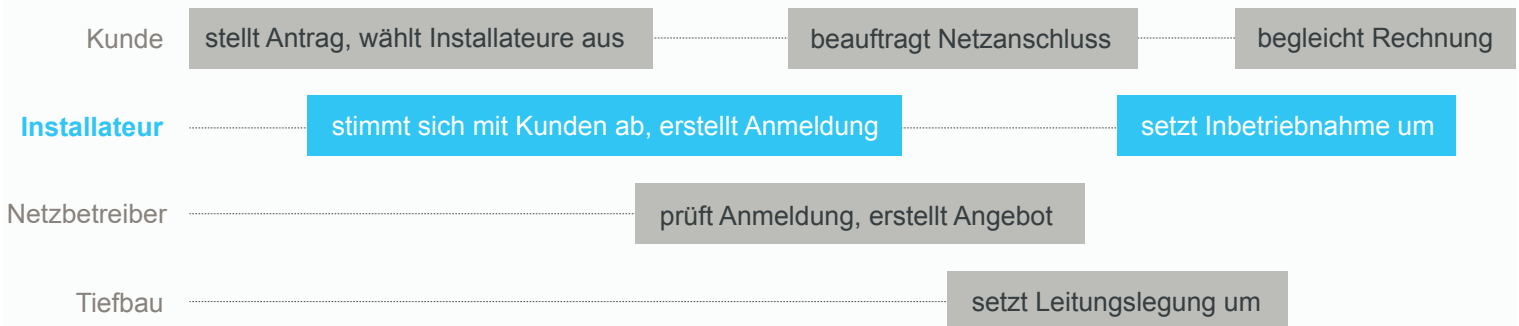 Kunde
stellt Antrag, wählt Installateure aus
beauftragt Netzanschluss
begleicht Rechnung
Installateur
stimmt sich mit Kunden ab, erstellt Anmeldung
setzt Inbetriebnahme um
Netzbetreiber
prüft Anmeldung, erstellt Angebot
Tiefbau
setzt Leitungslegung um